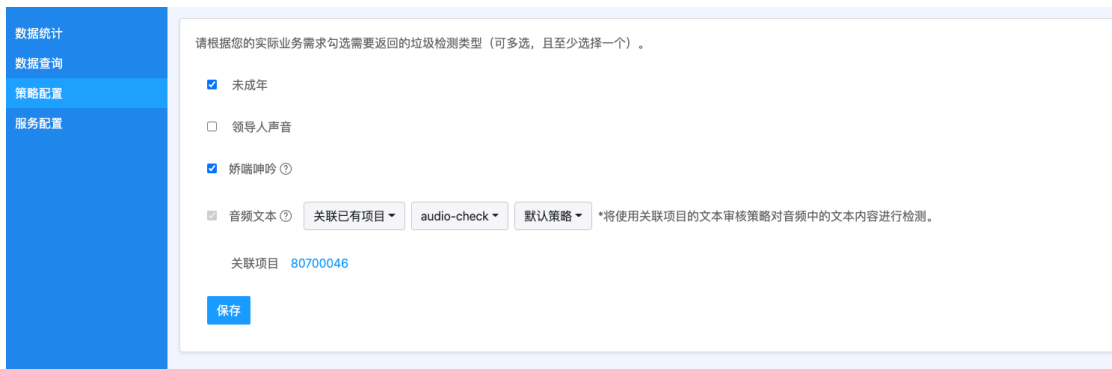 数据统计
数据查询
策略配置
服务配置
请根据您的实际业务需求勾选需要返回的垃圾检测类型（可多选，且至少选择一个）。
未成年
领导人声音
娇喘呻吟 ?
音频文本 ? 关联已有项目 audio-check 默认策略 *将使用关联项目的文本审核策略对音频中的文本内容进行检测。
关联项目 80700046
保存